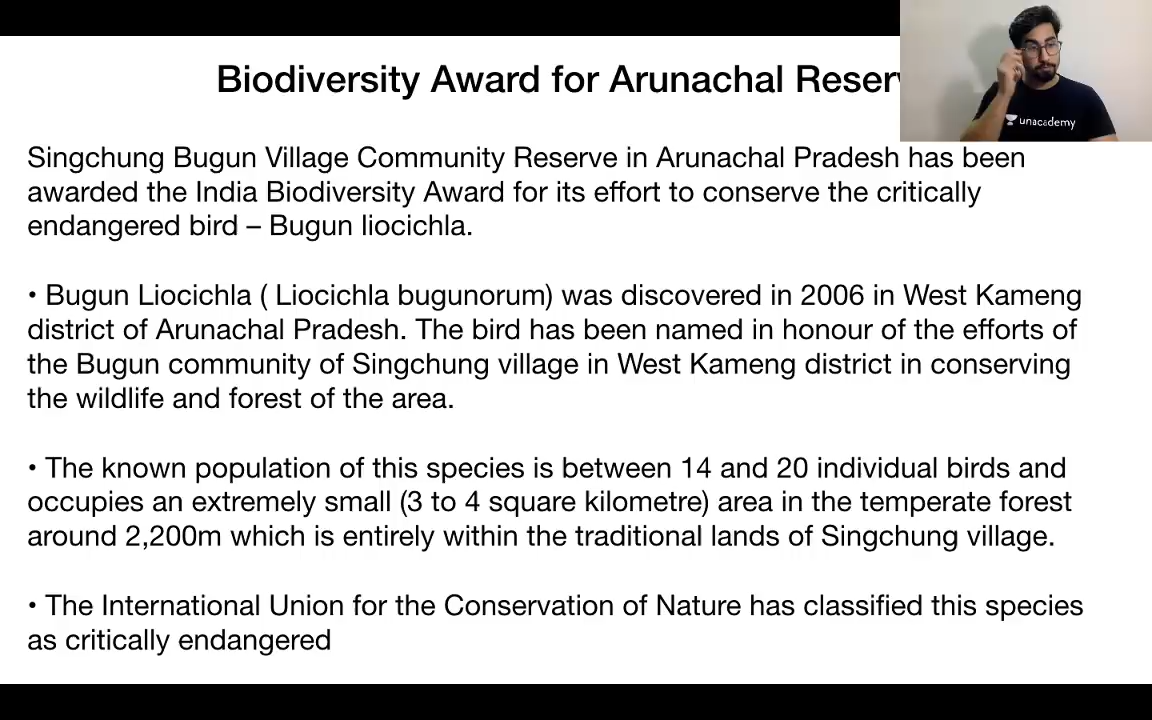 Biodiversity Award for Arunachal
unacademy
Singchung Bugun Village Community Reserve in Arunachal Pradesh has been
awarded the India Biodiversity Award for its effort to conserve the critically
endangered bird – Bugun liocichla.
• Bugun Liocichla ( Liocichla bugunorum) was discovered in 2006 in West Kameng
district of Arunachal Pradesh. The bird has been named in honour of the efforts of
the Bugun community of Singchung village in West Kameng district in conserving
the wildlife and forest of the area.
• The known population of this species is between 14 and 20 individual birds and
occupies an extremely small (3 to 4 square kilometre) area in the temperate forest
around 2,200m which is entirely within the traditional lands of Singchung village.
• The International Union for the Conservation of Nature has classified this species
as critically endangered